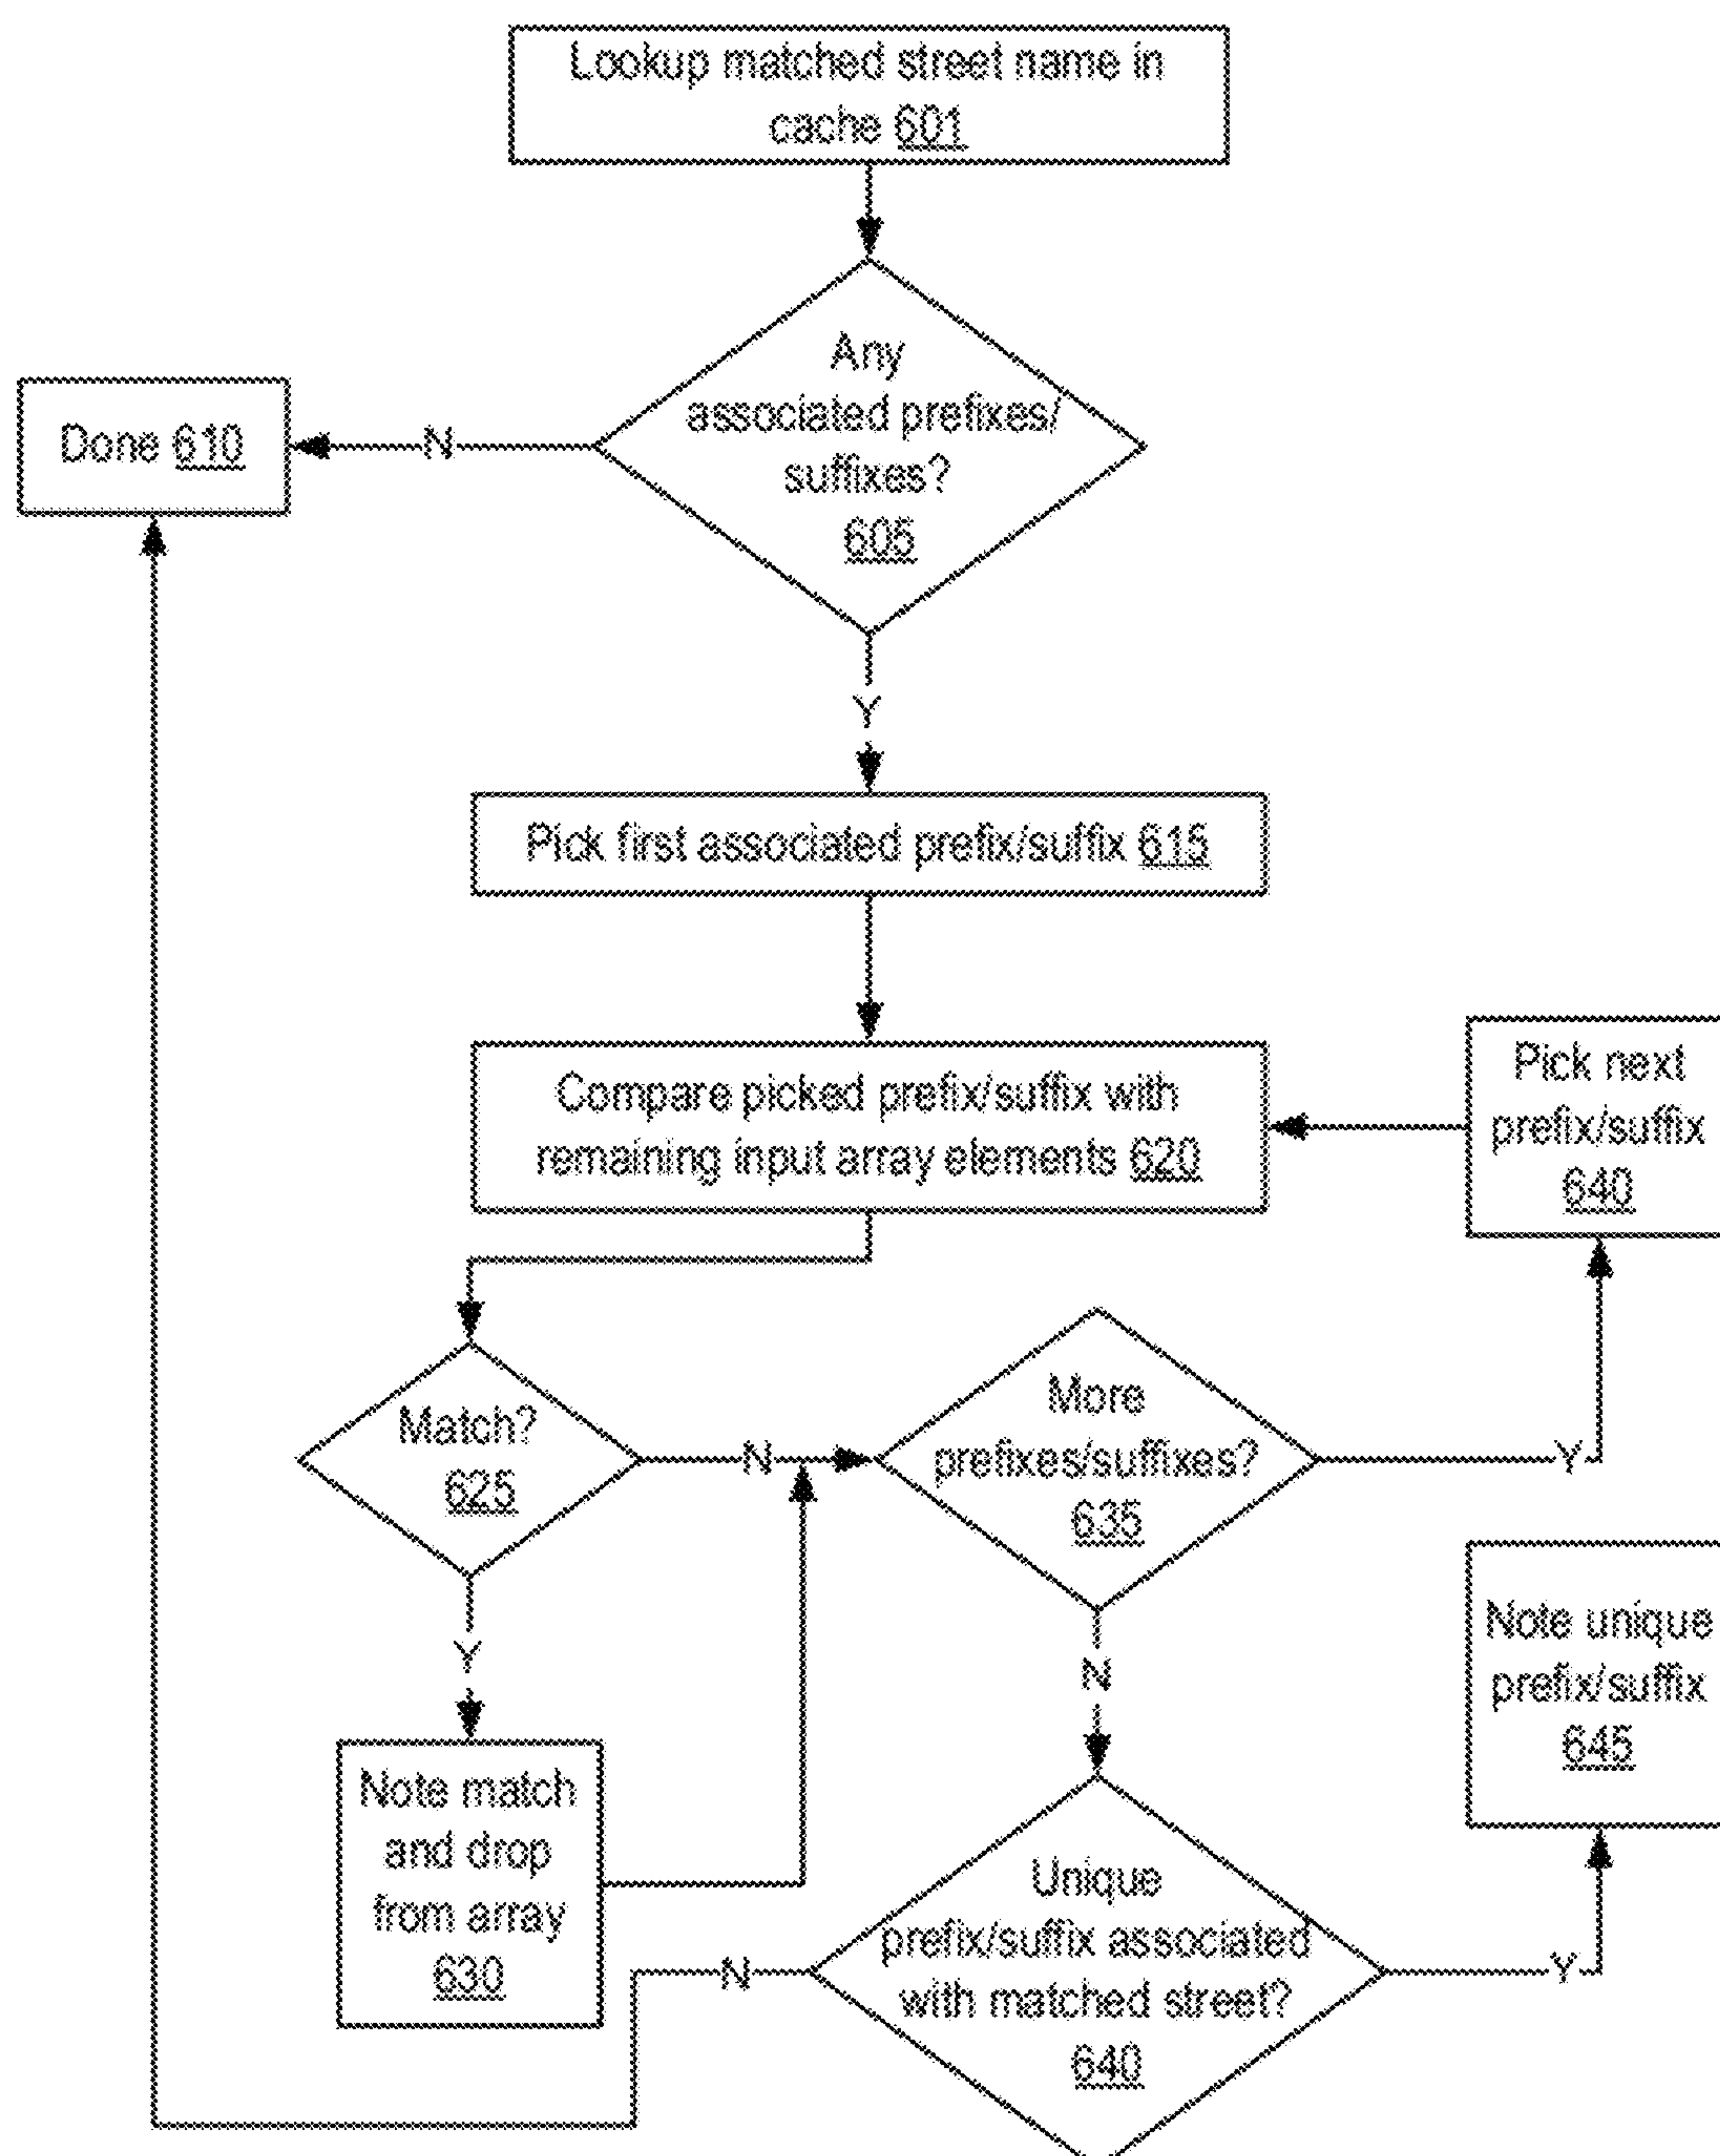 Lookup matched street name in
cache 601
Any
associated prefixes/
suffixes?
605
N
Done 610
Y
Pick first associated prefix/suffix 615
Compare picked prefix/suffix with
remaining input array elements 620
Pick next
prefix/suffix
640
Match?
625
N
More
prefixes/suffixes?
635
Y
Y
N
Note unique
prefix/suffix
645
Note match
and drop
from array
630
Unique
prefix/suffix associated
with matched street?
640
N
Y